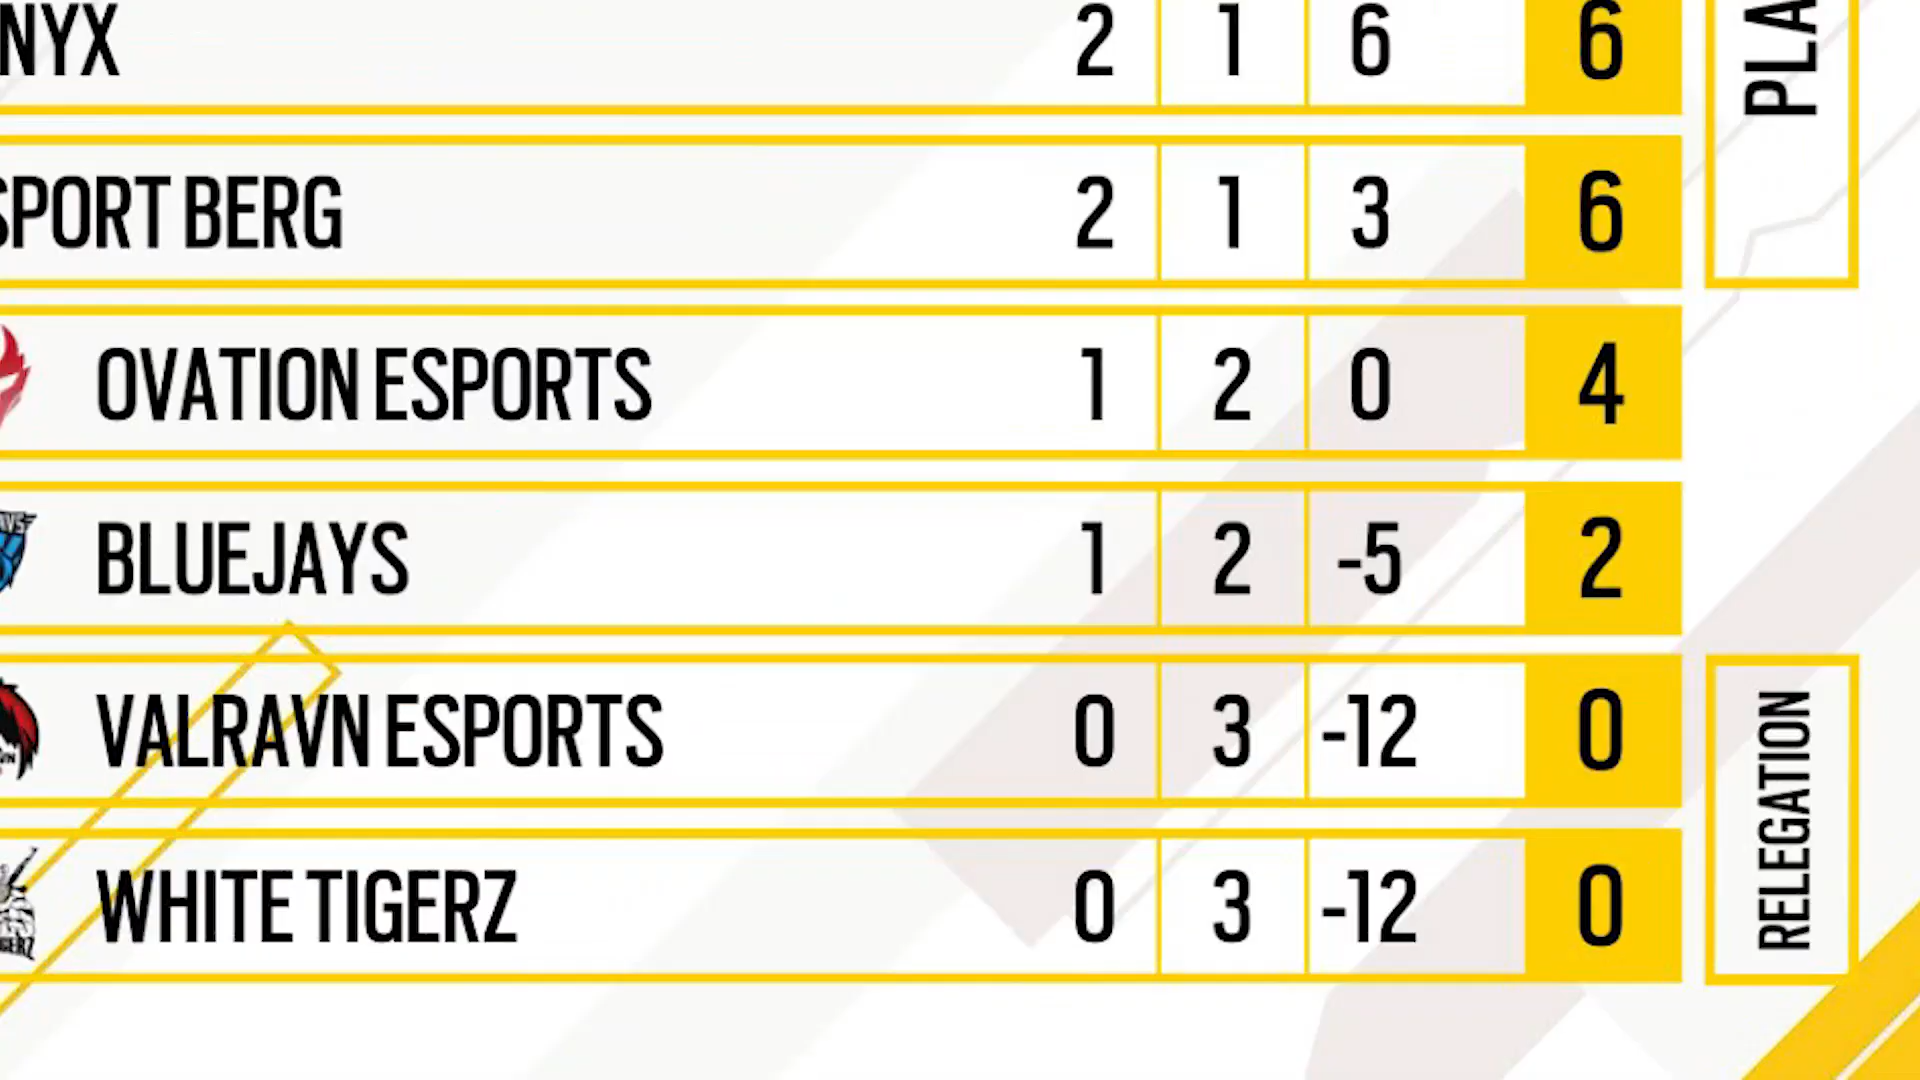 NYX 2 1 6 6
SPORT BERG 2 1 3 6
OVATION ESPORTS 1 2 0 4
BLUEJAYS 1 2 -5 2
VALRAVN ESPORTS 0 3 -12 0
WHITE TIGERZ 0 3 -12 0
PLA
RELEGATION